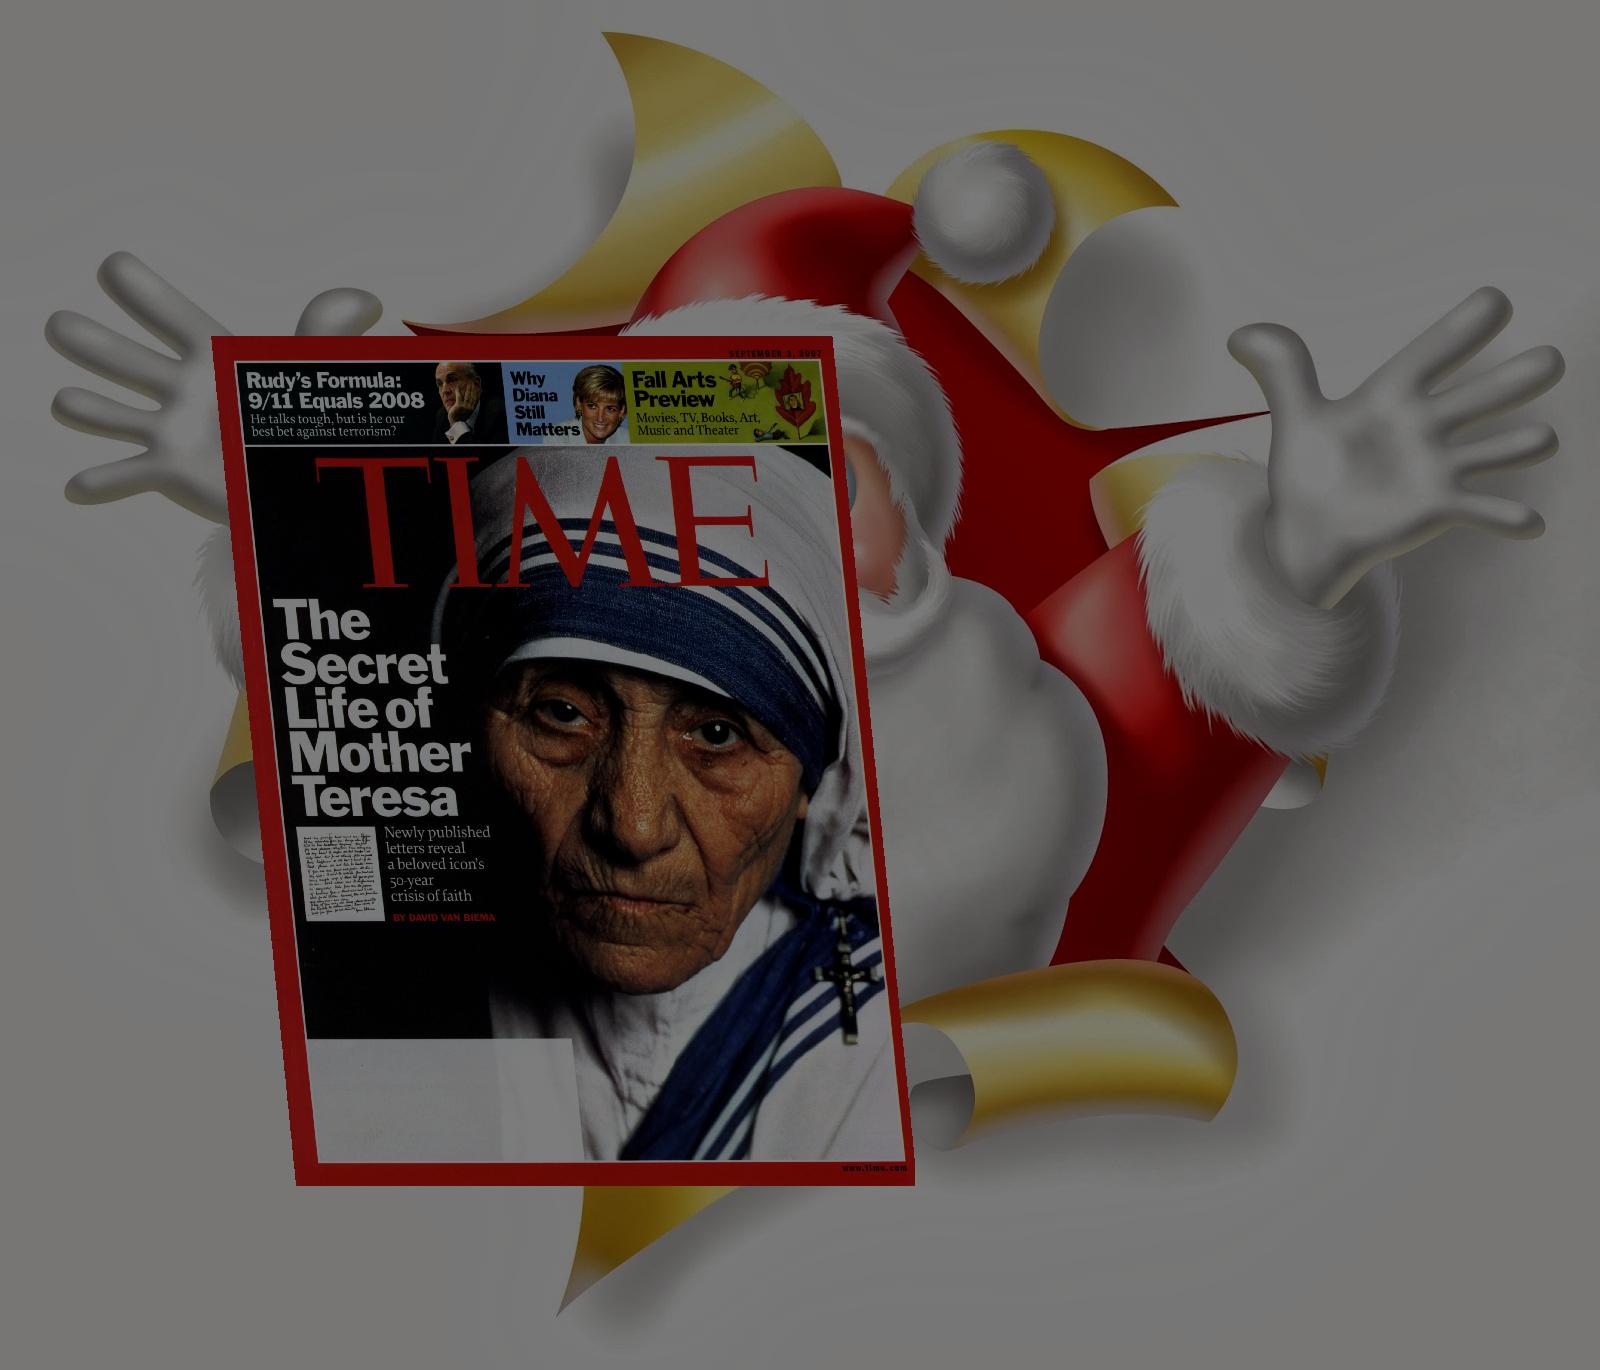 SEPTEMBER 3, 2007
Rudy's Formula:
9/11 Equals 2008
He talks tough, but is he our
best bet against terrorism?
Why
Diana
Still
Matters
Fall Arts
Preview
Movies, TV, Books, Art,
Music and Theater
TIME
The
Secret
Life of
Mother
Teresa
Newly published
letters reveal
a beloved icon's
50-year
crisis of faith
BY DAVID VAN BIEMA
www.time.com